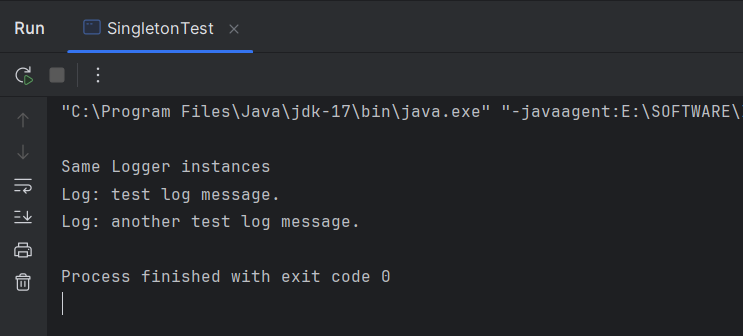 Run SingletonTest
"C:\Program Files\Java\jdk-17\bin\java.exe" "-javaagent:E:\SOFTWARE\
Same Logger instances
Log: test log message.
Log: another test log message.
Process finished with exit code 0